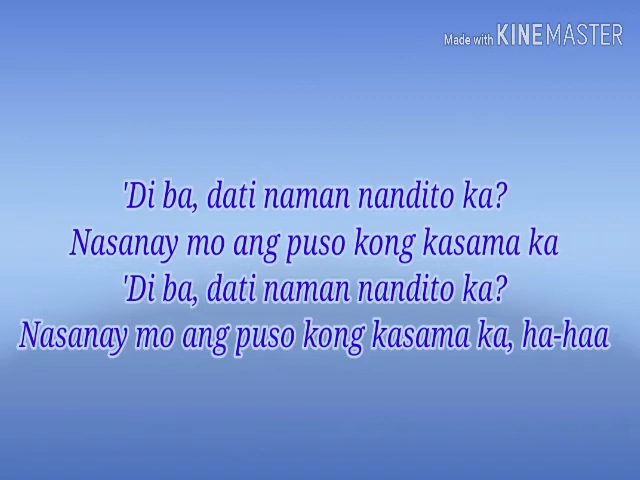 Made with KINEMASTER
'Di ba, dati naman nandito ka?
Nasanay mo ang puso kong kasama ka
'Di ba, dati naman nandito ka?
Nasanay mo ang puso kong kasama ka, ha-haa